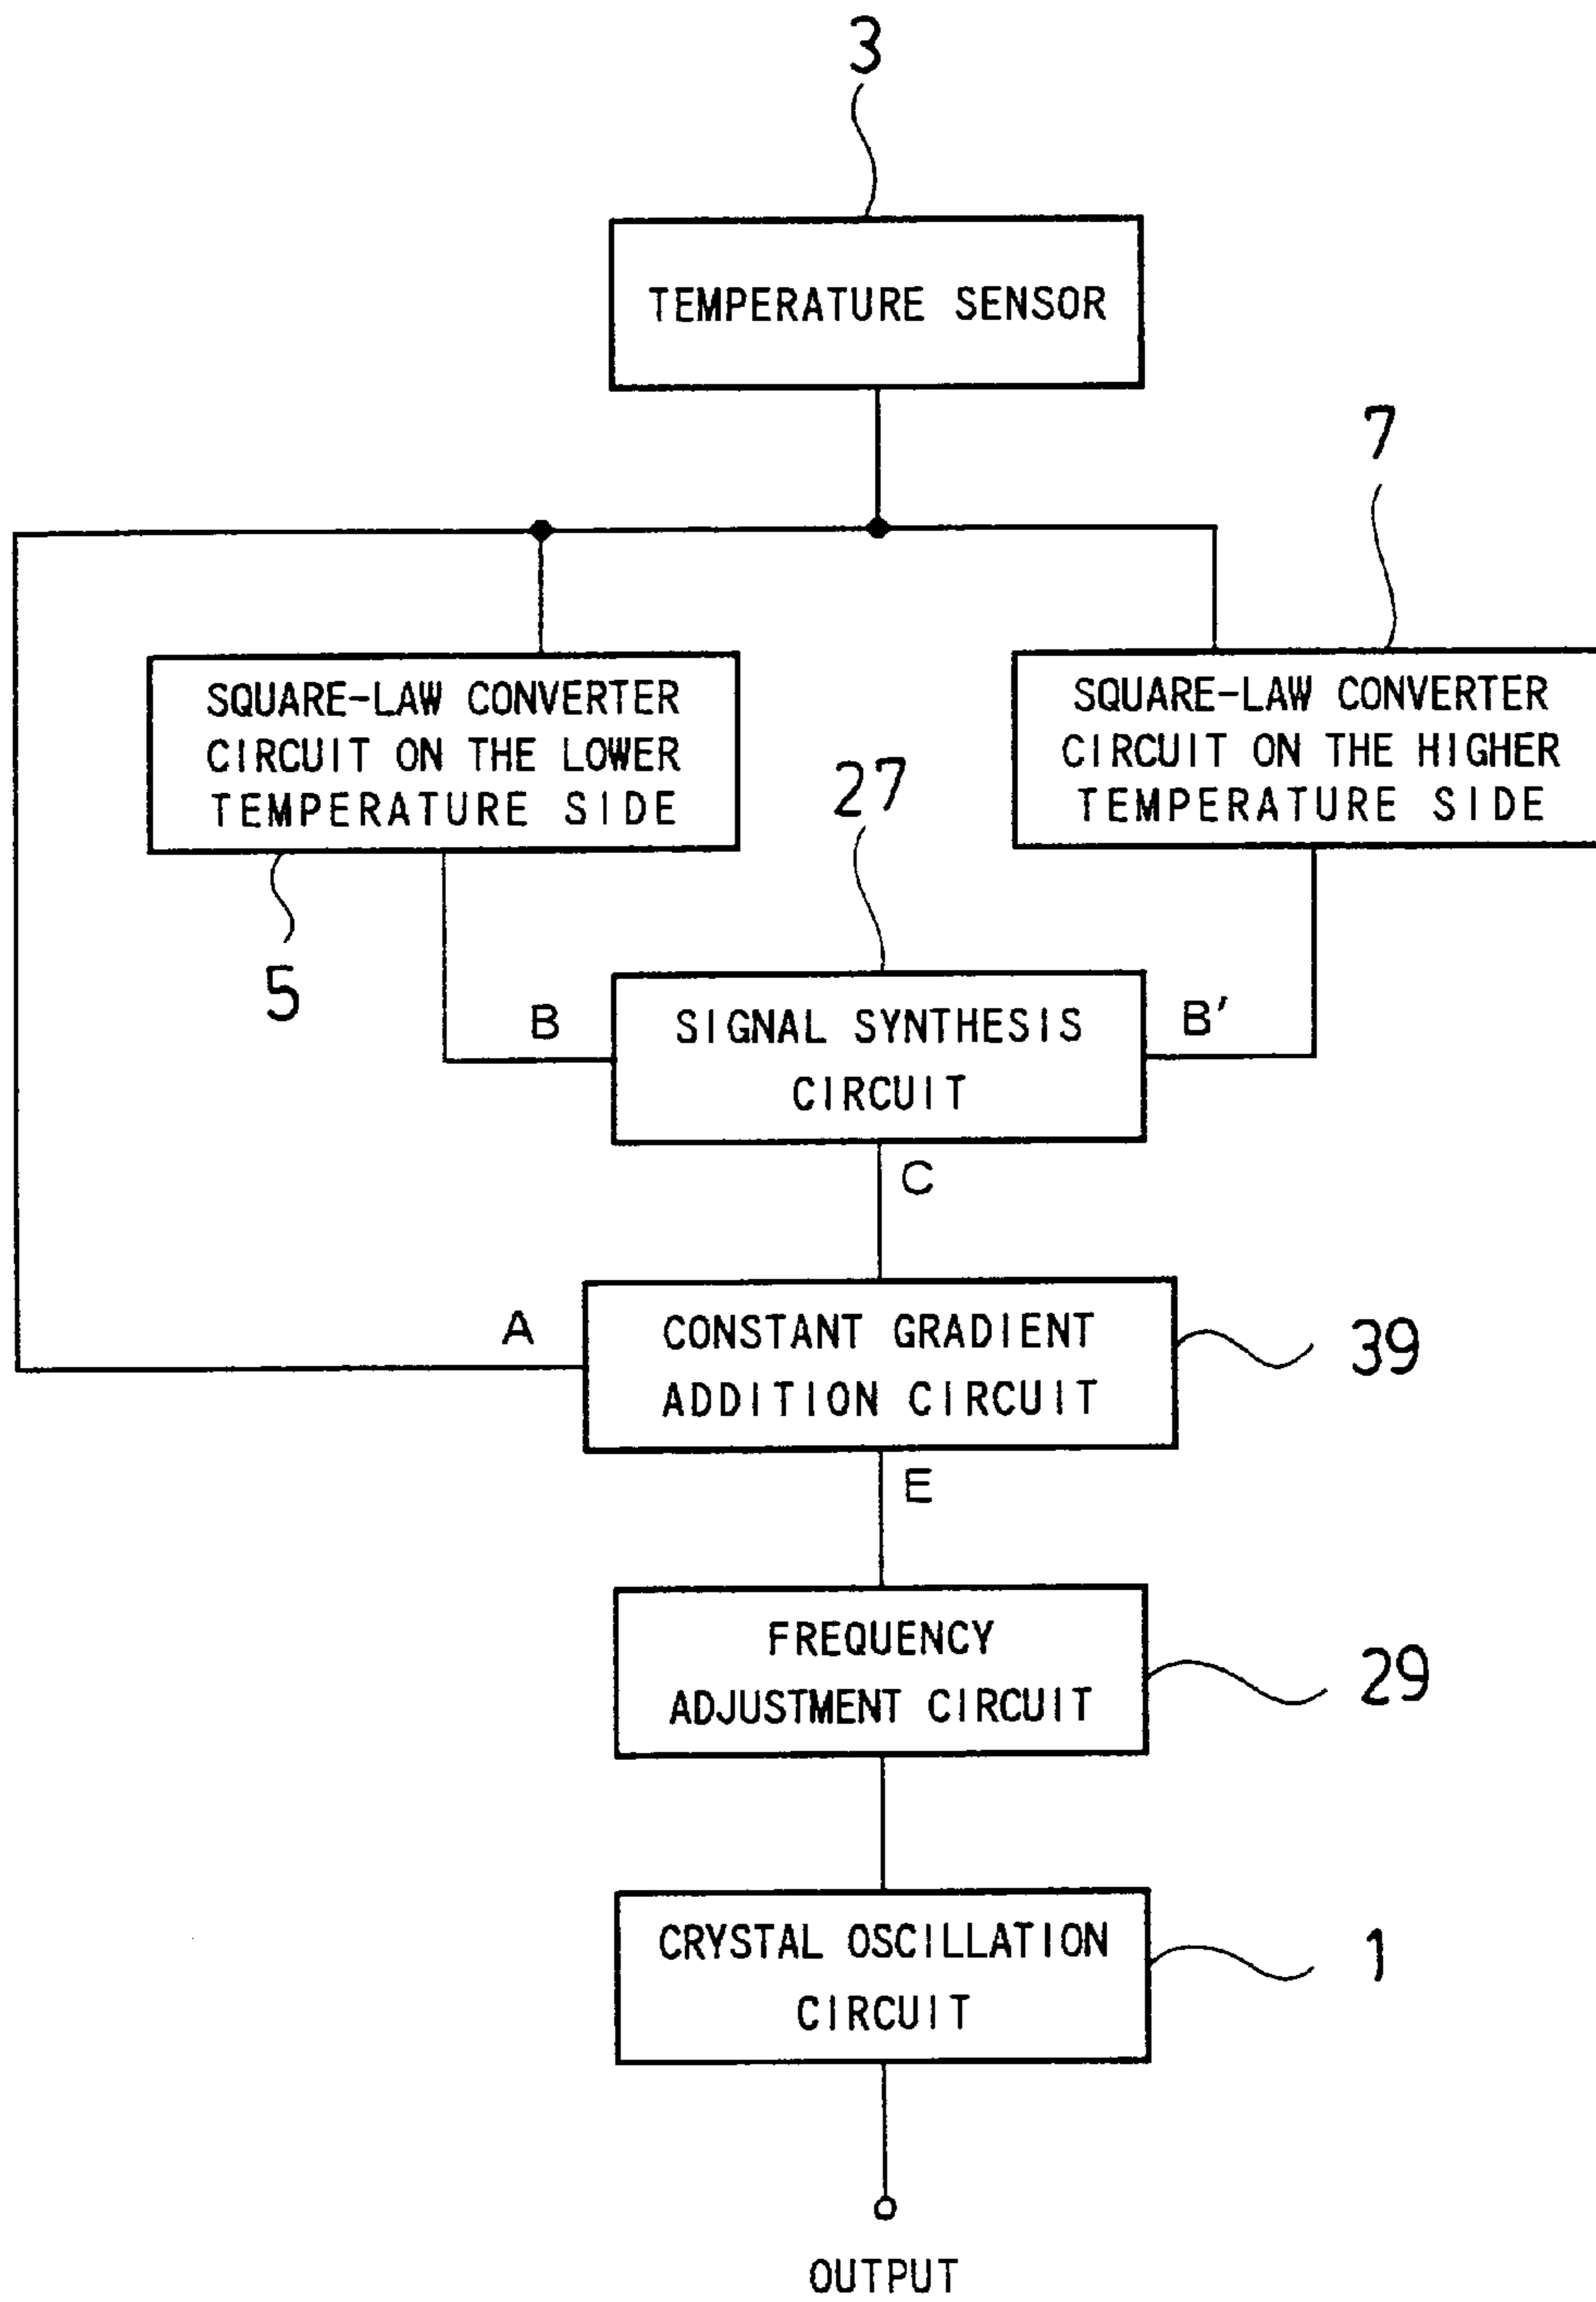 3
TEMPERATURE SENSOR
7
SQUARE-LAW CONVERTER
CIRCUIT ON THE LOWER
TEMPERATURE SIDE
SQUARE-LAW CONVERTER
CIRCUIT ON THE HIGHER
TEMPERATURE SIDE
27
5
B
SIGNAL SYNTHESIS
CIRCUIT
B'
C
A
CONSTANT GRADIENT
ADDITION CIRCUIT
39
E
FREQUENCY
ADJUSTMENT CIRCUIT
29
CRYSTAL OSCILLATION
CIRCUIT
1
OUTPUT